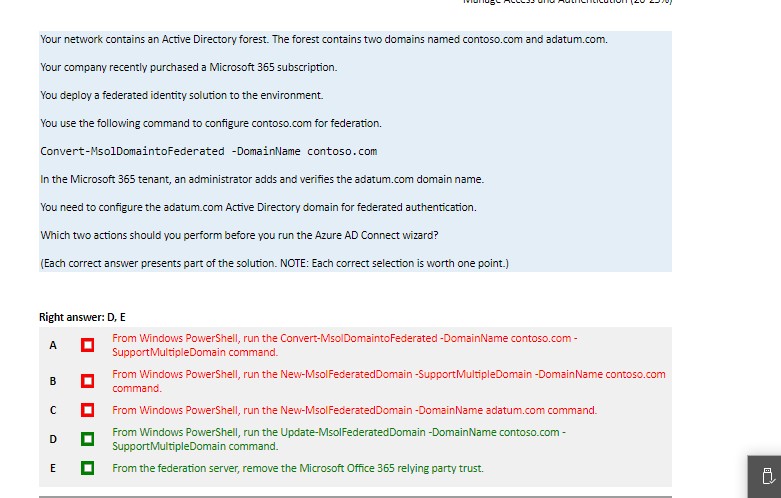 Manage Access and Authentication (20-25%)
Your network contains an Active Directory forest. The forest contains two domains named contoso.com and adatum.com.
Your company recently purchased a Microsoft 365 subscription.
You deploy a federated identity solution to the environment.
You use the following command to configure contoso.com for federation.
Convert-MsolDomaintoFederated -DomainName contoso.com
In the Microsoft 365 tenant, an administrator adds and verifies the adatum.com domain name.
You need to configure the adatum.com Active Directory domain for federated authentication.
Which two actions should you perform before you run the Azure AD Connect wizard?
(Each correct answer presents part of the solution. NOTE: Each correct selection is worth one point.)
Right answer: D, E
A From Windows PowerShell, run the Convert-MsolDomaintoFederated -DomainName contoso.com -
SupportMultipleDomain command.
B From Windows PowerShell, run the New-MsolFederatedDomain -SupportMultipleDomain -DomainName contoso.com
command.
C From Windows PowerShell, run the New-MsolFederatedDomain -DomainName adatum.com command.
D From Windows PowerShell, run the Update-MsolFederatedDomain -DomainName contoso.com -
SupportMultipleDomain command.
E From the federation server, remove the Microsoft Office 365 relying party trust.